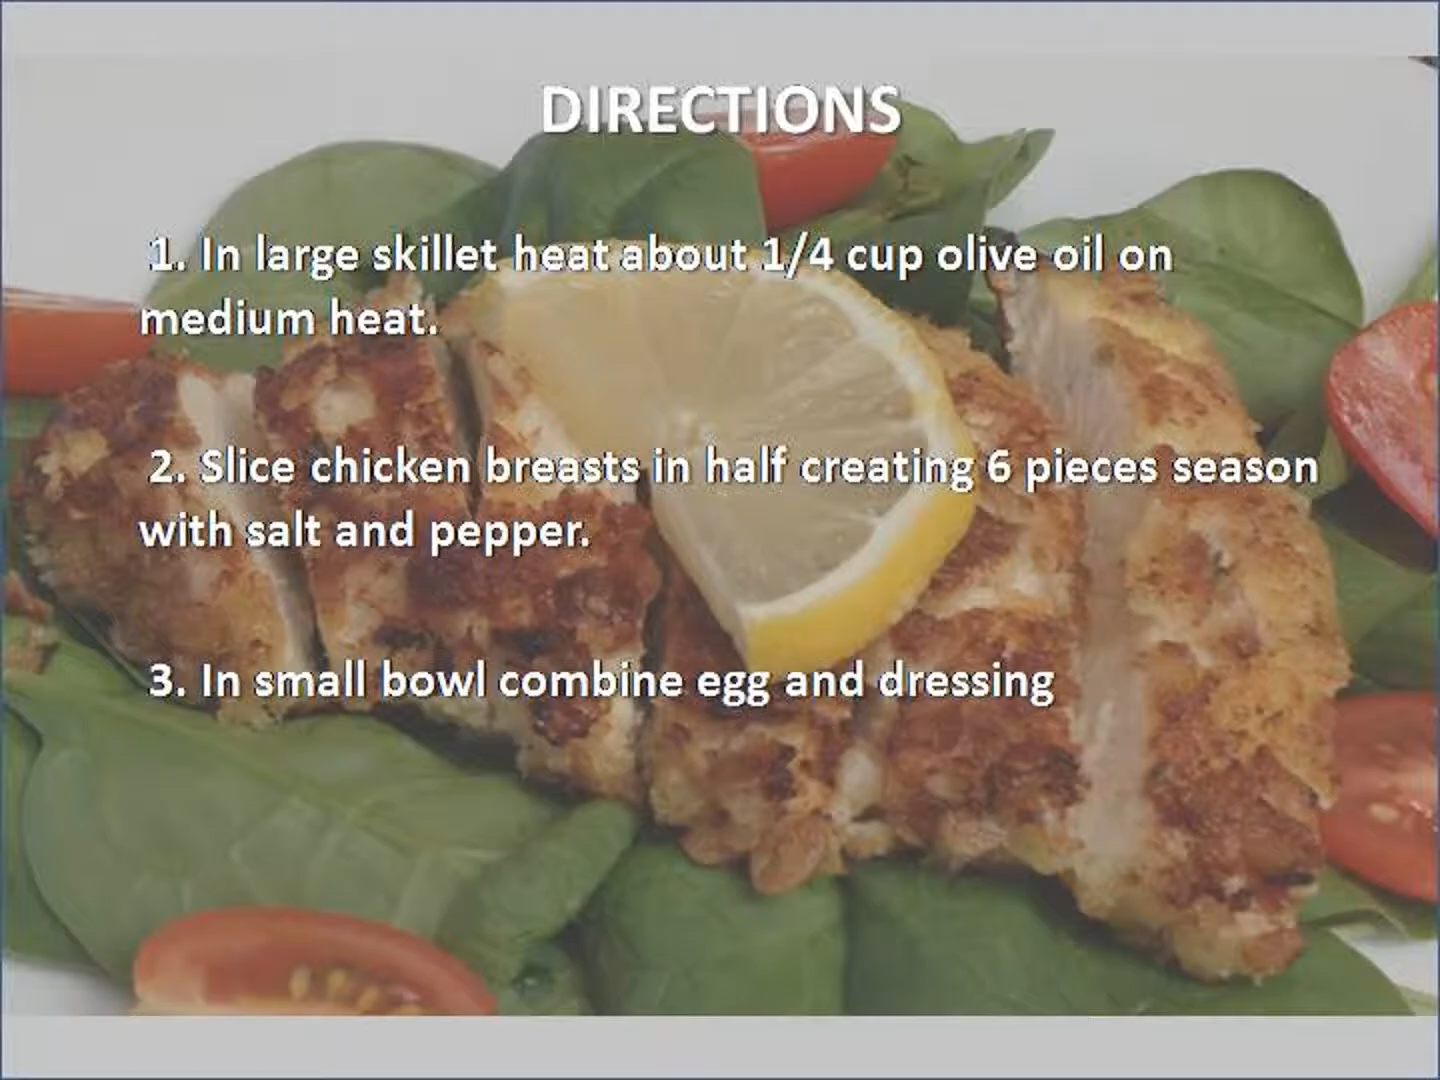 DIRECTIONS
1. In large skillet heat about 1/4 cup olive oil on
medium heat.
2. Slice chicken breasts in half creating 6 pieces season
with salt and pepper.
3. In small bowl combine egg and dressing